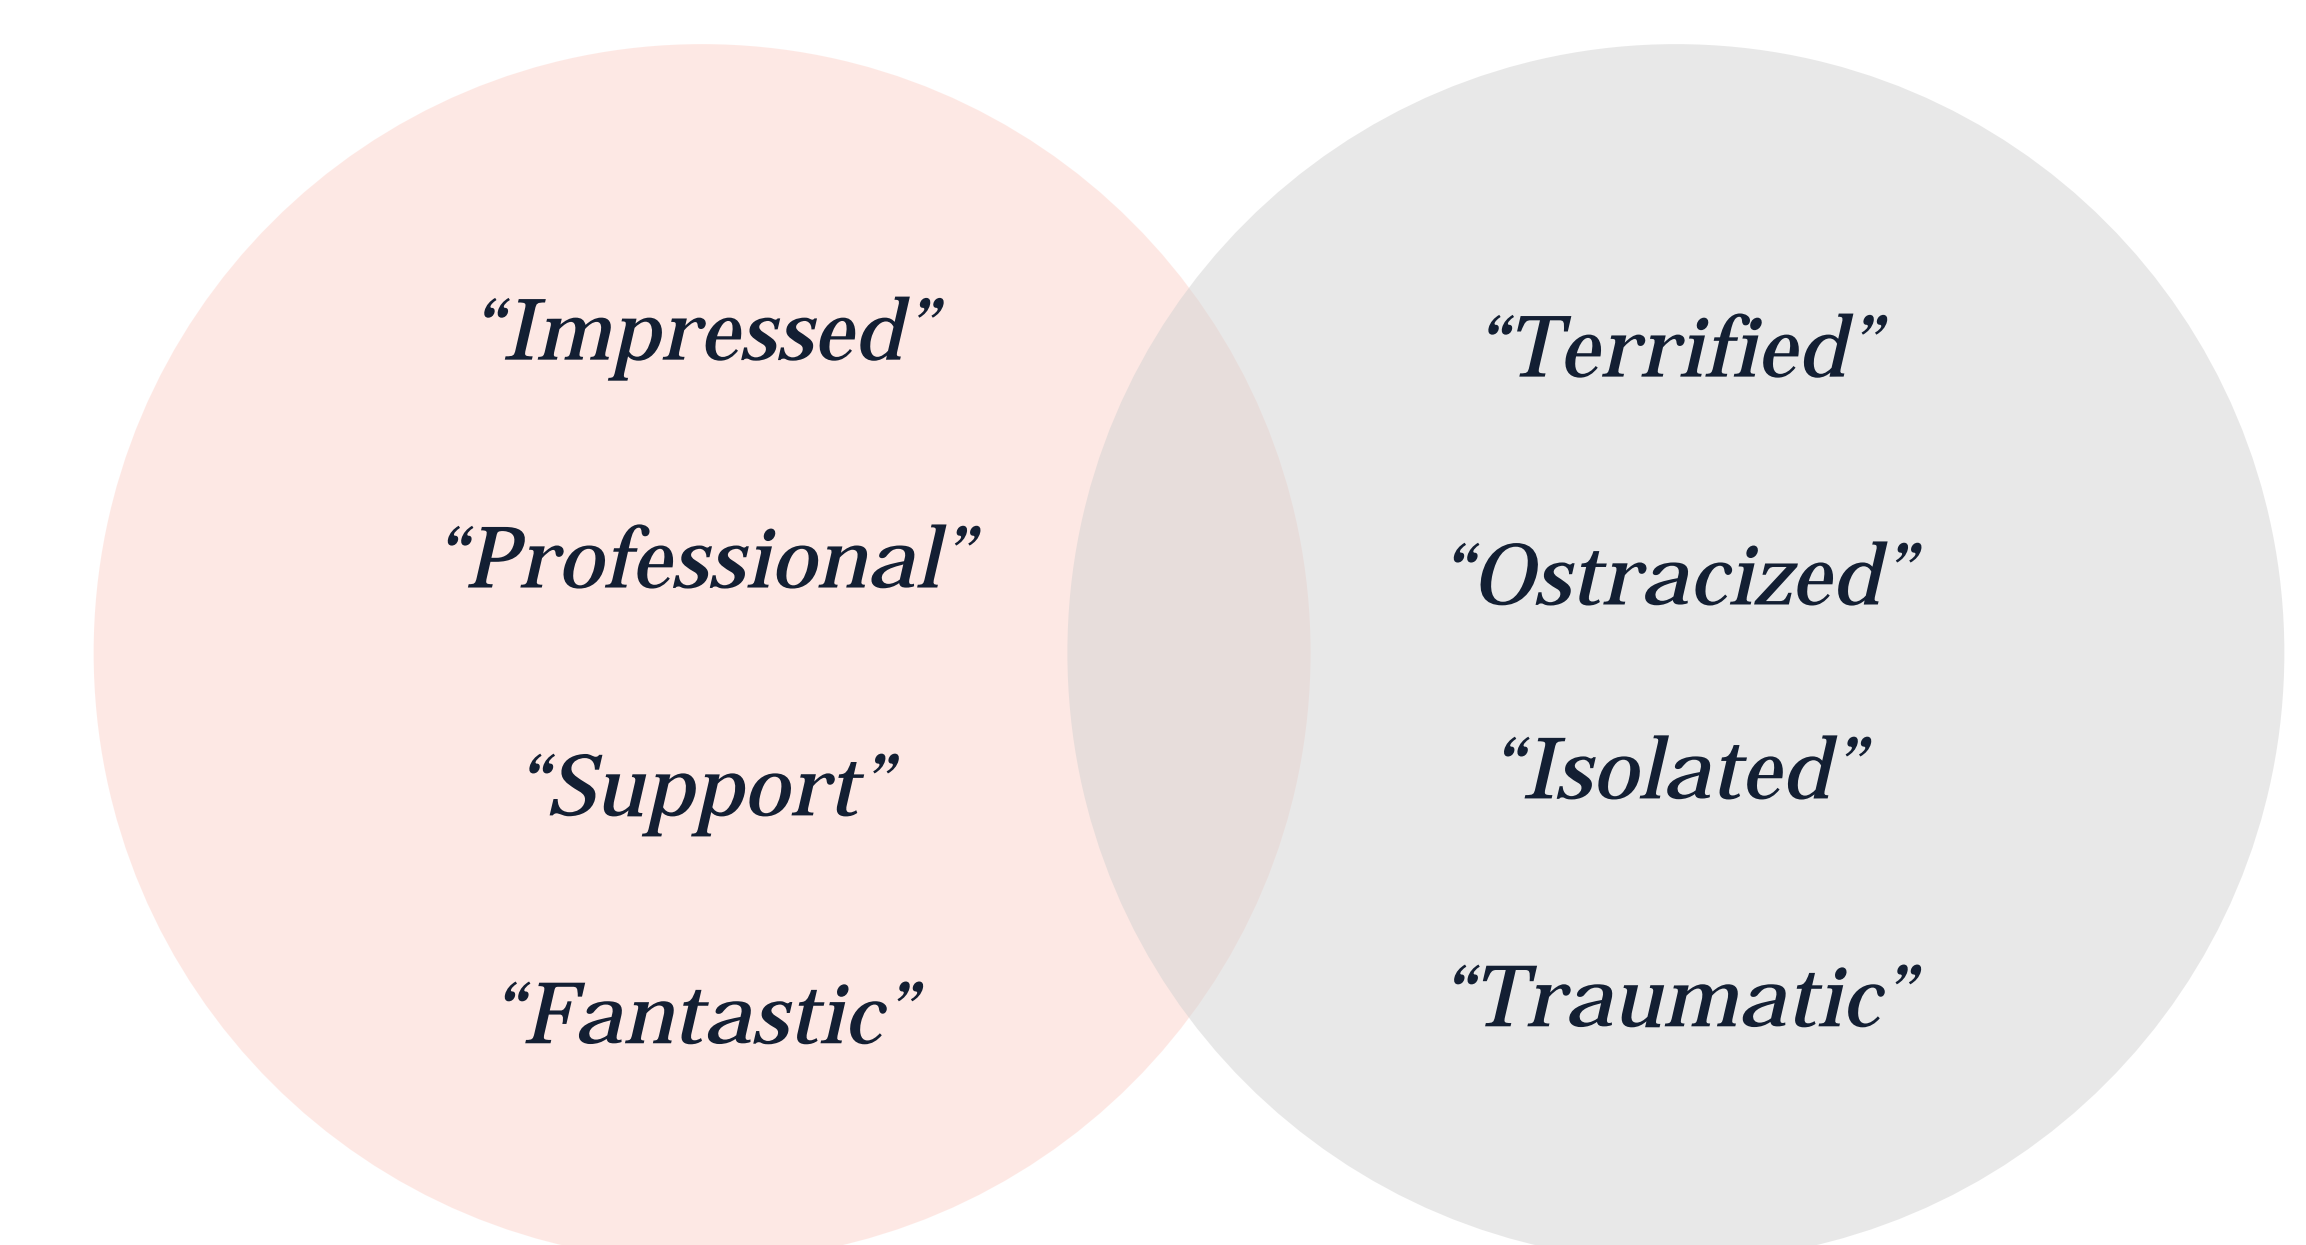 “Impressed”
“Professional”
“Support”
“Fantastic”
“Terrified”
“Ostracized”
“Isolated”
“Traumatic”